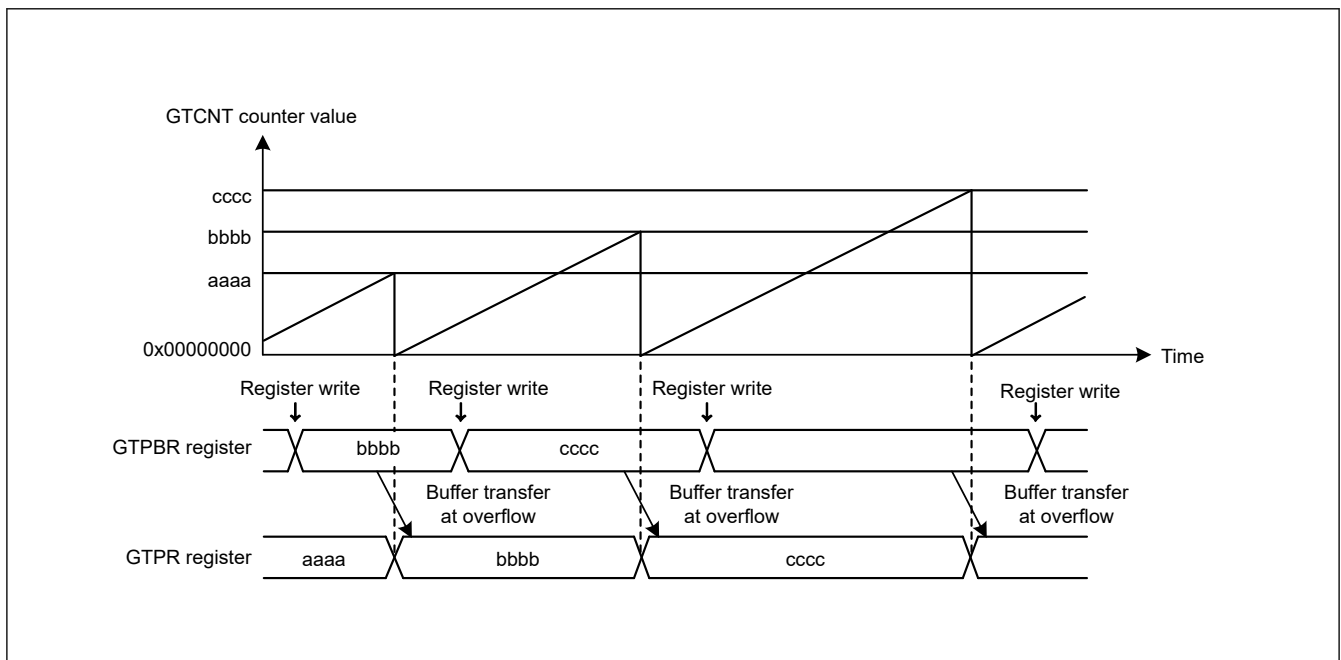 GTCNT counter value
cccc
bbbb
aaaa
0x00000000
Time
Register write
Register write
Register write
Register write
GTPBR register
bbbb
cccc
Buffer transfer
at overflow
Buffer transfer
at overflow
Buffer transfer
at overflow
GTPR register
aaaa
bbbb
cccc